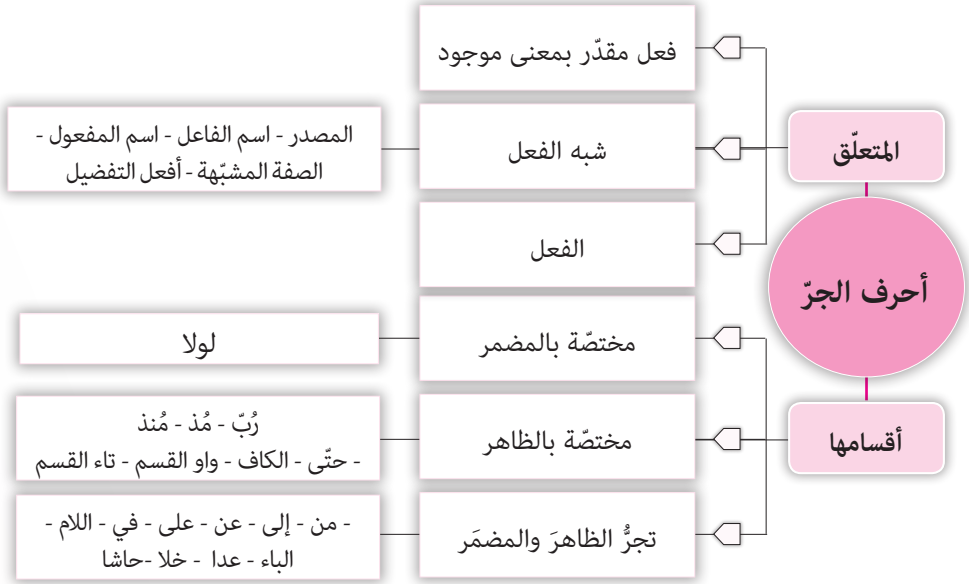 أحرف الجرّ
المتعلّق
فعل مقدّر بمعنى موجود
شبه الفعل
المصدر - اسم الفاعل - اسم المفعول -
الصفة المشبّهة - أفعل التفضيل
الفعل
أقسامها
مختصّة بالمضمر
لولا
مختصّة بالظاهر
رُبّ - مُذ - مُنذ
- حتّى - الكاف - واو القسم - تاء القسم
تجرُّ الظاهرَ والمضمَر
- من - إلى - عن - على - في - اللام -
الباء - عدا - خلا -حاشا